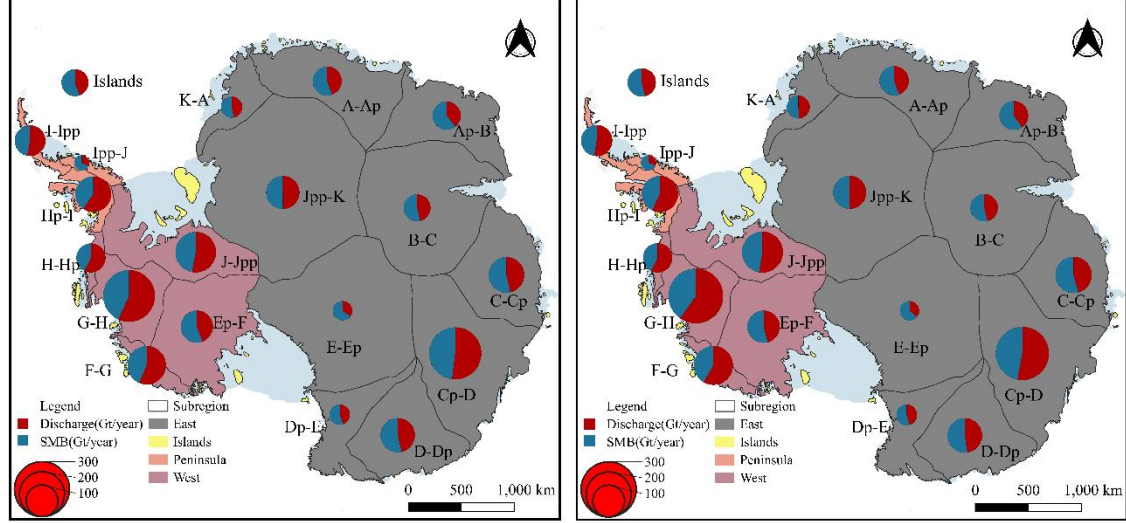 Islands
K-A
A-Ap
Ap-B
I-Ipp
Ipp-J
Hp-I
Jpp-K
B-C
H-Hp
J-Jpp
C-Cp
G-H
Ep-F
E-Ep
F-G
Cp-D
Dp-E
D-Dp
Legend
Discharge(Gt/year)
SMB(Gt/year)
300
200
100
Subregion
East
Islands
Peninsula
West
0 500 1,000 km
Islands
K-A
A-Ap
Ap-B
I-Ipp
Ipp-J
Hp-I
Jpp-K
B-C
H-Hp
J-Jpp
C-Cp
G-H
Ep-F
E-Ep
F-G
Cp-D
Dp-E
D-Dp
Legend
Discharge(Gt/year)
SMB(Gt/year)
300
200
100
Subregion
East
Islands
Peninsula
West
0 500 1,000 km